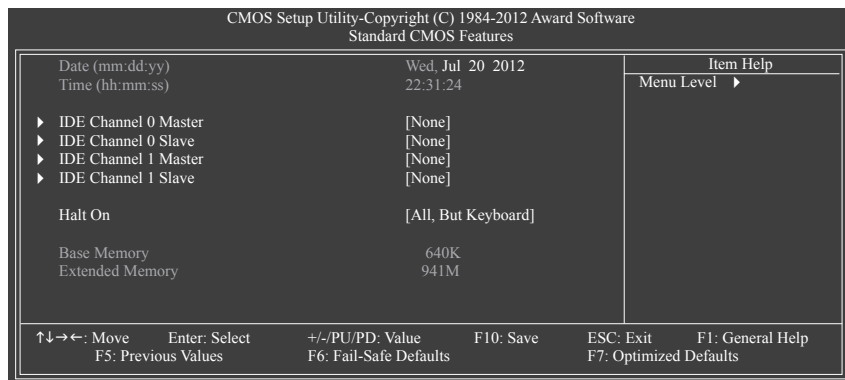 CMOS Setup Utility-Copyright (C) 1984-2012 Award Software
Standard CMOS Features
Date (mm:dd:yy) Wed, Jul 20 2012
Time (hh:mm:ss) 22:31:24
IDE Channel 0 Master [None]
IDE Channel 0 Slave [None]
IDE Channel 1 Master [None]
IDE Channel 1 Slave [None]
Halt On [All, But Keyboard]
Base Memory 640K
Extended Memory 941M
Item Help
Menu Level
↑↓→←: Move Enter: Select +/-/PU/PD: Value F10: Save ESC: Exit F1: General Help
F5: Previous Values F6: Fail-Safe Defaults F7: Optimized Defaults